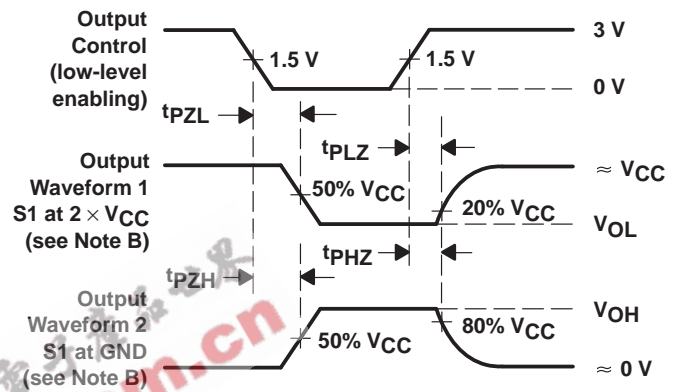 Output
Control
(low-level
enabling)
1.5 V
1.5 V
3 V
0 V
tPZL
tPLZ
Output
Waveform 1
S1 at 2 × VCC
(see Note B)
50% VCC
20% VCC
≈ VCC
VOL
tPZH
tPHZ
Output
Waveform 2
S1 at GND
(see Note B)
50% VCC
80% VCC
VOH
≈ 0 V
m.cn